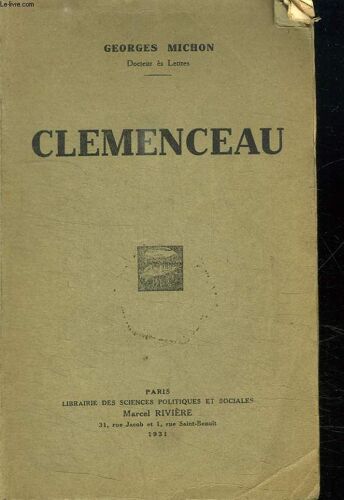 Le-livre.com
GEORGES MICHON
Docteur ès Lettres
CLEMENCEAU
PARIS
LIBRAIRIE DES SCIENCES POLITIQUES ET SOCIALES
Marcel RIVIÈRE
31, rue Jacob et 1, rue Saint-Benoît
1931